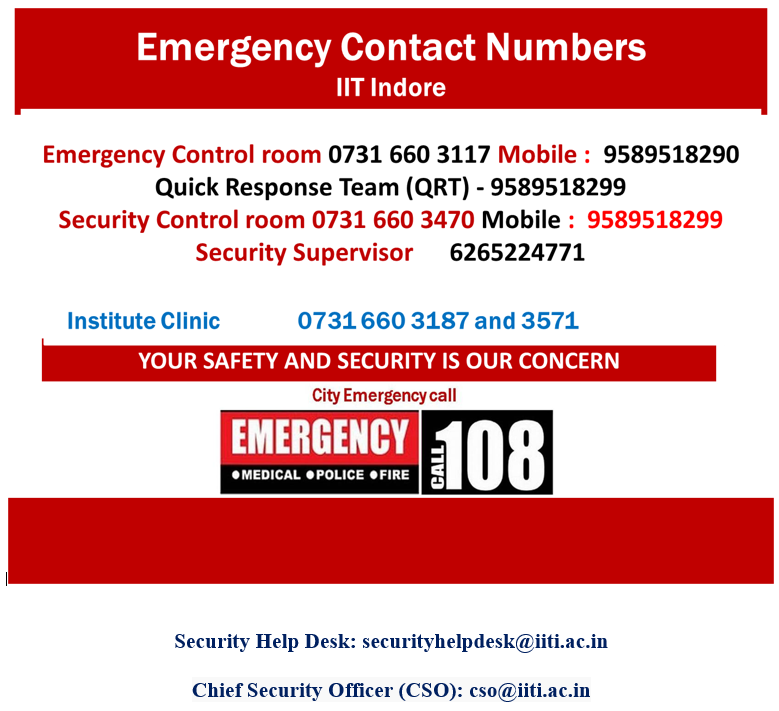 Emergency Contact Numbers
IIT Indore
Emergency Control room 0731 660 3117 Mobile : 9589518290
Quick Response Team (QRT) - 9589518299
Security Control room 0731 660 3470 Mobile : 9589518299
Security Supervisor 6265224771
Institute Clinic 0731 660 3187 and 3571
YOUR SAFETY AND SECURITY IS OUR CONCERN
City Emergency call
EMERGENCY
●MEDICAL ●POLICE ●FIRE
CALL 108
Security Help Desk: securityhelpdesk@iiti.ac.in
Chief Security Officer (CSO): cso@iiti.ac.in